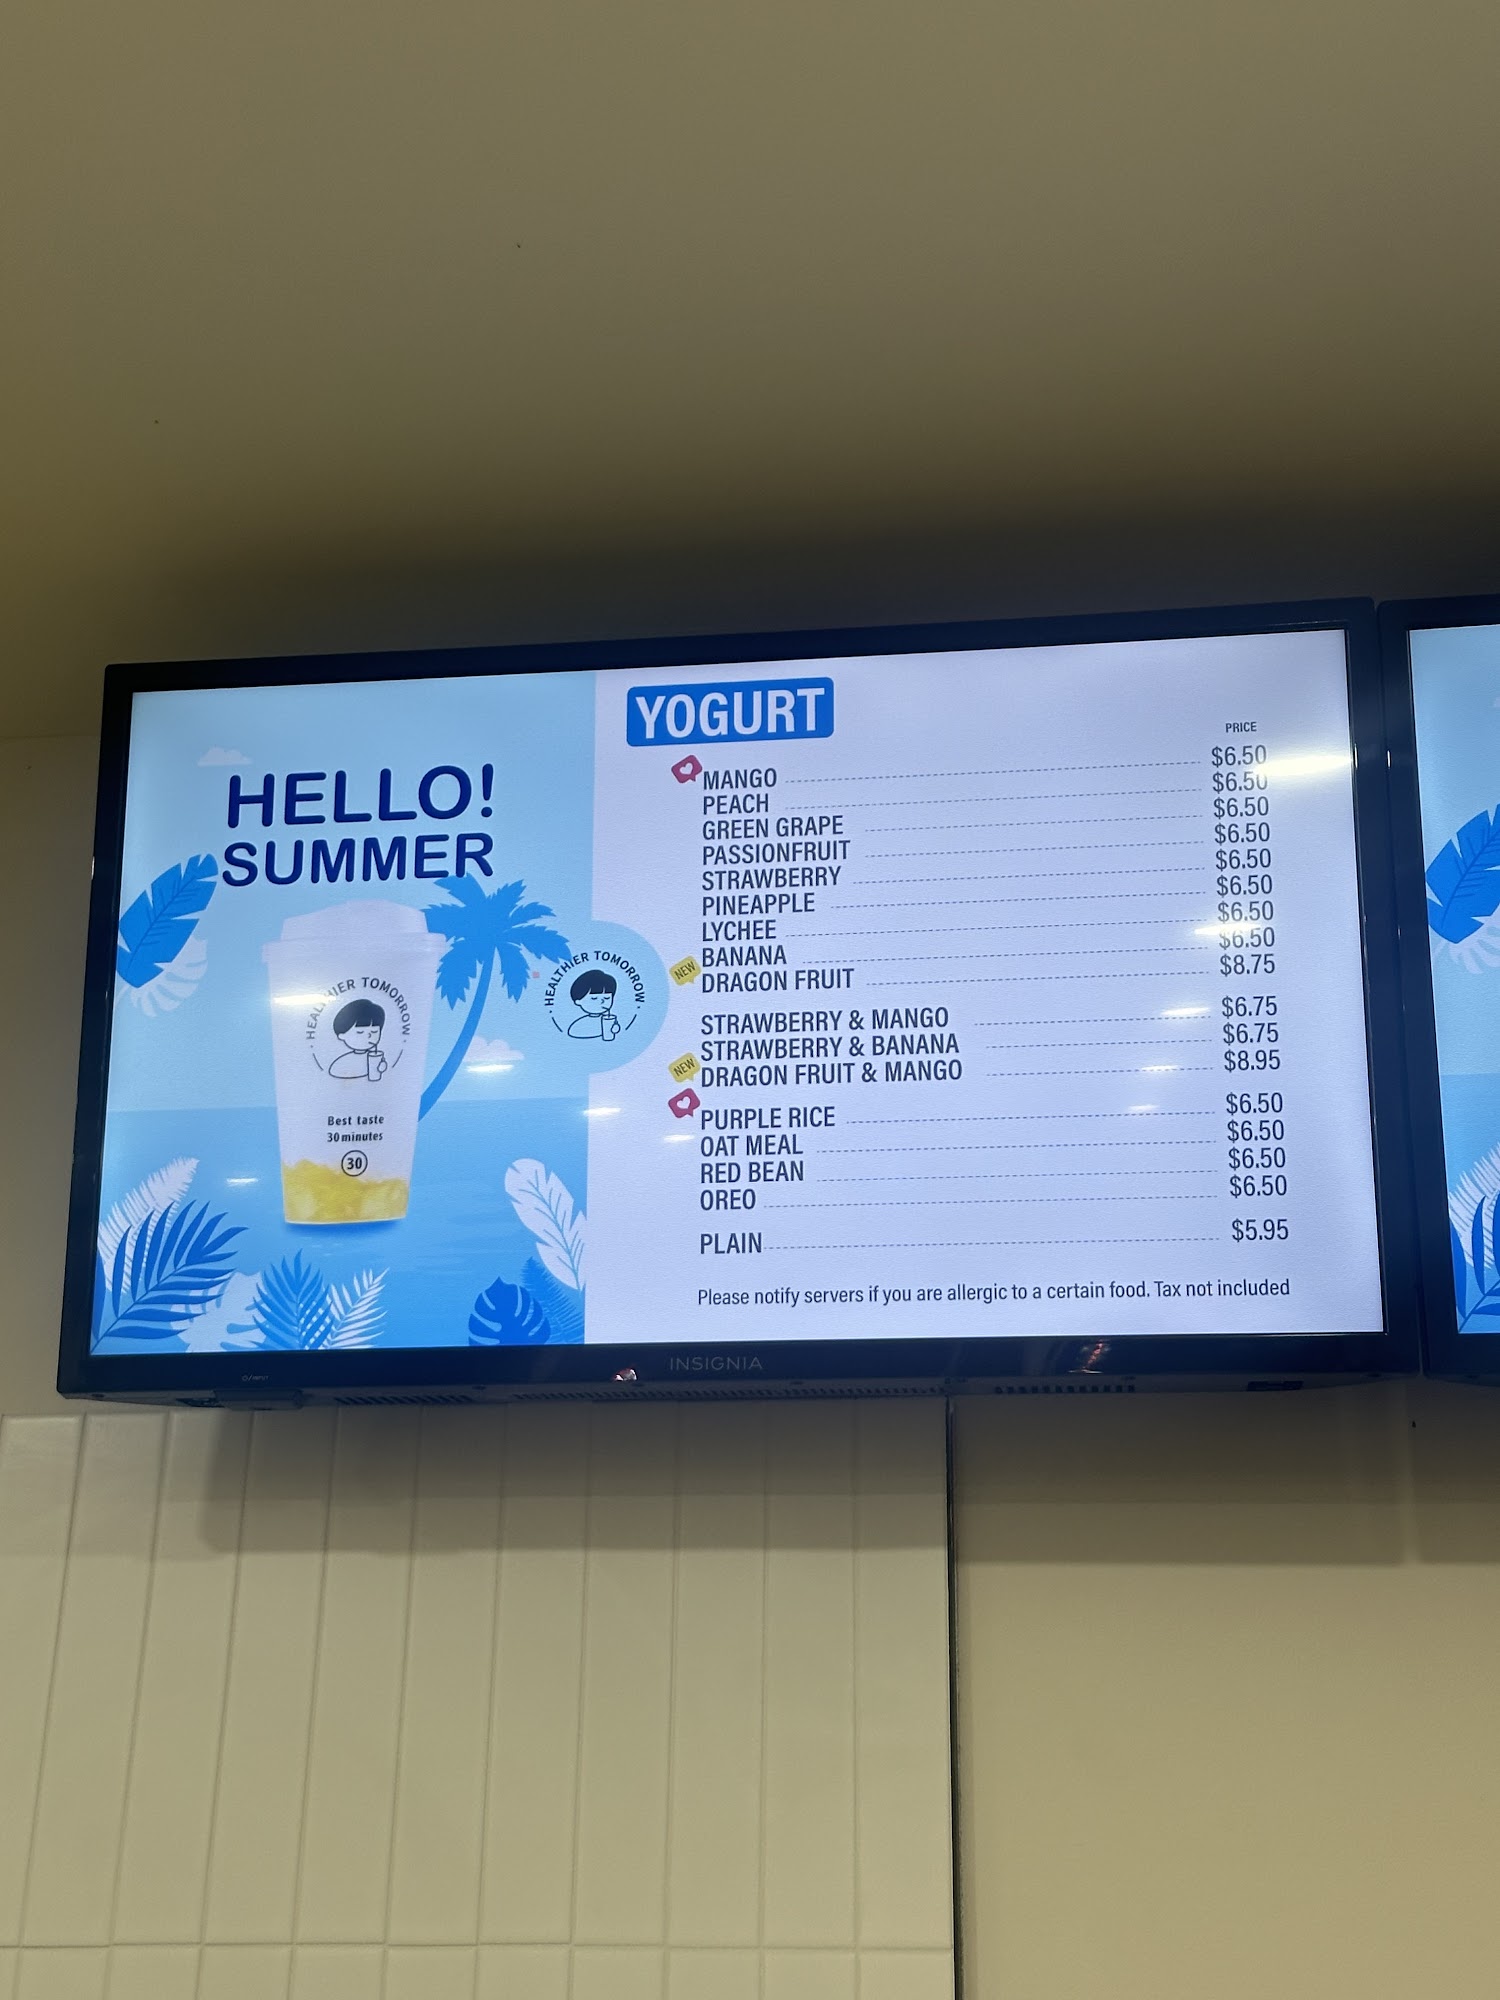 HELLO!
SUMMER
HEALTHIER TOMORROW
Best taste
30 minutes
30
HEALTHIER TOMORROW
YOGURT
PRICE
MANGO $6.50
PEACH $6.50
GREEN GRAPE $6.50
PASSIONFRUIT $6.50
STRAWBERRY $6.50
PINEAPPLE $6.50
LYCHEE $6.50
BANANA $6.50
NEW DRAGON FRUIT $8.75
STRAWBERRY & MANGO $6.75
STRAWBERRY & BANANA $6.75
NEW DRAGON FRUIT & MANGO $8.95
PURPLE RICE $6.50
OAT MEAL $6.50
RED BEAN $6.50
OREO $6.50
PLAIN $5.95
Please notify servers if you are allergic to a certain food. Tax not included
INSIGNIA